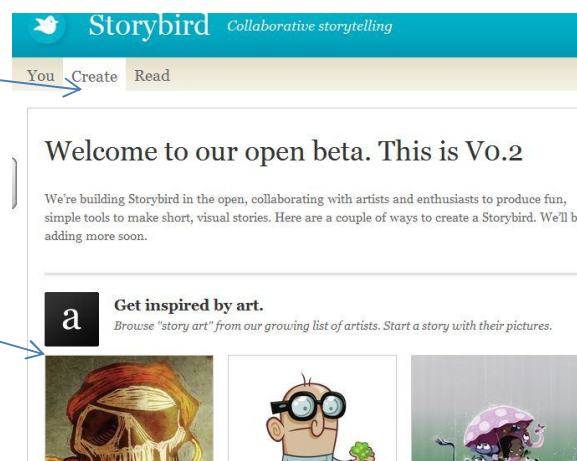 Storybird Collaborative storytelling
You Create Read
Welcome to our open beta. This is V0.2
We're building Storybird in the open, collaborating with artists and enthusiasts to produce fun,
simple tools to make short, visual stories. Here are a couple of ways to create a Storybird. We'll b
adding more soon.
a
Get inspired by art.
Browse "story art" from our growing list of artists. Start a story with their pictures.